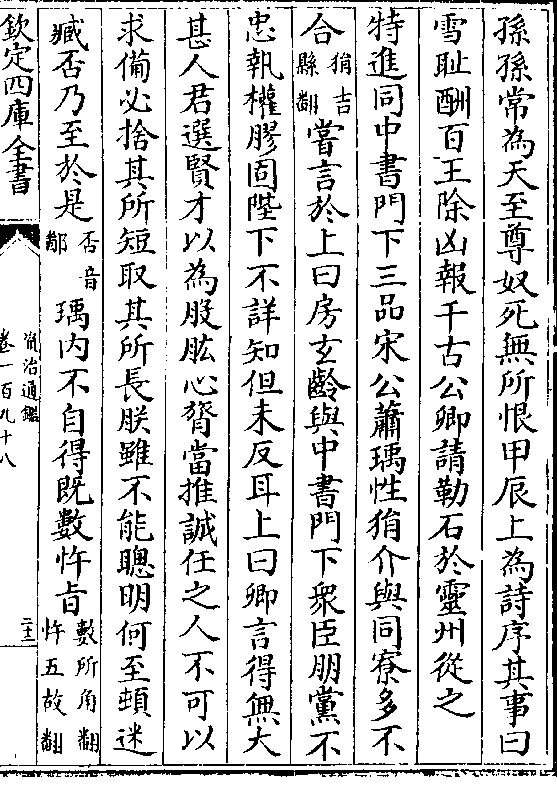 孫孫常為天至尊奴死無所恨甲辰上為詩序其事曰
雪耻酬百王除凶報千古公卿請勒石於靈州從之
特進同中書門下三品宋公蕭瑀性狷介與同寮多不
合狷吉縣翻嘗言於上曰房玄齡與中書門下衆臣朋黨不
忠執權膠固陛下不詳知但未反耳上曰卿言得無大
甚人君選賢才以為股肱心膂當推誠任之人不可以
求備必捨其所短取其所長朕雖不能聰明何至頓迷
臧否乃至於是否音鄙瑀内不自得既數忤旨數所角翻忤五故翻
欽定四庫全書
資治通鑑
卷一百九十八
二十三